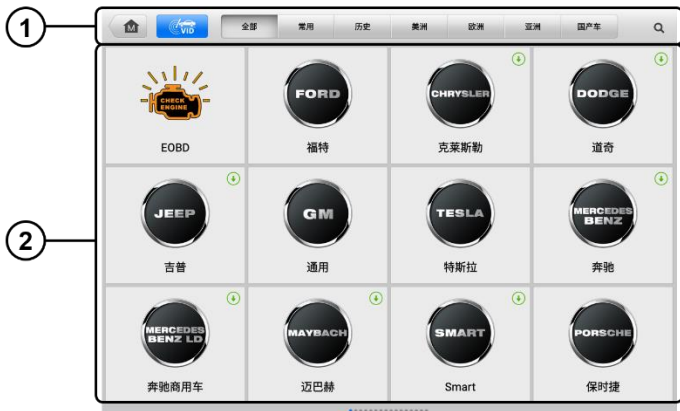 1
M
VID
全部 常用 历史 美洲 欧洲 亚洲 国产车
2
CHECK
ENGINE
EOBD
FORD
福特
CHRYSLER
克莱斯勒
DODGE
道奇
JEEP
吉普
GM
通用
TESLA
特斯拉
MERCEDES
BENZ
奔驰
MERCEDES
BENZ LD
奔驰商用车
MAYBACH
迈巴赫
SMART
Smart
PORSCHE
保时捷